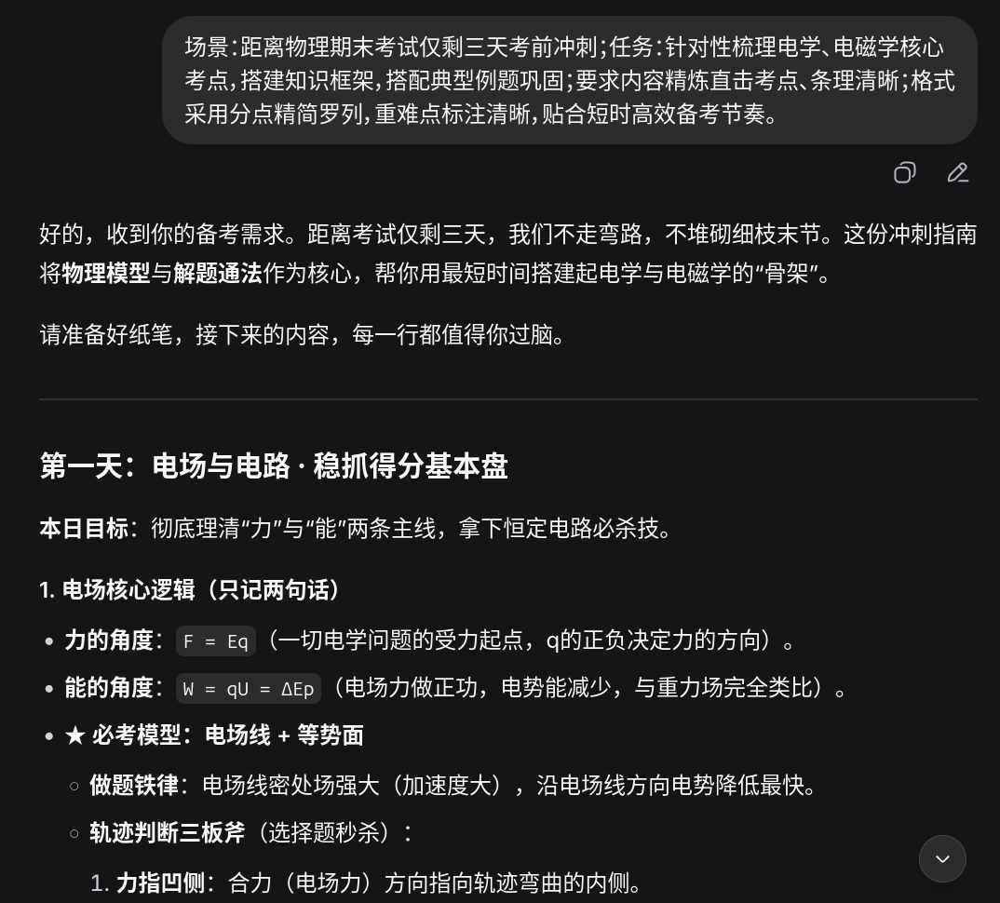 场景：距离物理期末考试仅剩三天考前冲刺；任务：针对性梳理电学、电磁学核心
考点，搭建知识框架，搭配典型例题巩固；要求内容精炼直击考点、条理清晰；格式
采用分点精简罗列，重难点标注清晰，贴合短时高效备考节奏。
好的，收到你的备考需求。距离考试仅剩三天，我们不走弯路，不堆砌细枝末节。这份冲刺指南
将物理模型与解题通法作为核心，帮你用最短时间搭建起电学与电磁学的“骨架”。
请准备好纸笔，接下来的内容，每一行都值得你过脑。
第一天：电场与电路 · 稳抓得分基本盘
本日目标：彻底理清“力”与“能”两条主线，拿下恒定电路必杀技。
1. 电场核心逻辑（只记两句话）
• 力的角度：F = Eq（一切电学问题的受力起点，q的正负决定力的方向）。
• 能的角度：W = qU = ΔEp（电场力做正功，电势能减少，与重力场完全类比）。
• ★ 必考模型：电场线 + 等势面
○ 做题铁律：电场线密处场强大（加速度大），沿电场线方向电势降低最快。
○ 轨迹判断三板斧（选择题秒杀）：
1. 力指凹侧：合力（电场力）方向指向轨迹弯曲的内侧。